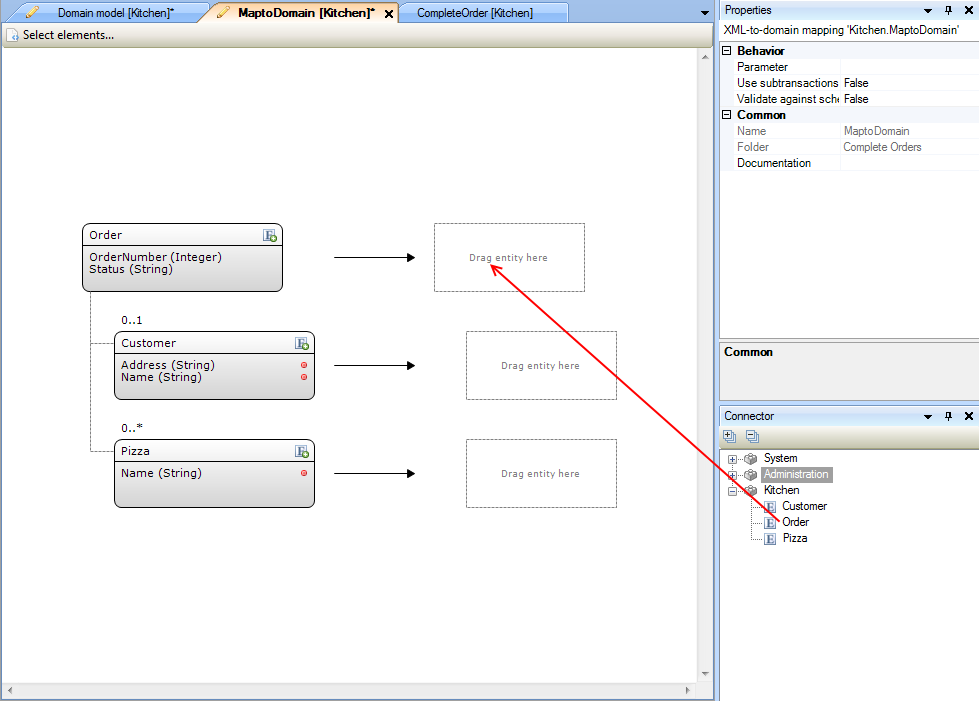 Domain model [Kitchen]*
MaptoDomain [Kitchen]*
CompleteOrder [Kitchen]
Select elements...
Order
OrderNumber (Integer)
Status (String)
Drag entity here
0..1
Customer
Address (String)
Name (String)
Drag entity here
0..*
Pizza
Name (String)
Drag entity here
Properties
XML-to-domain mapping 'Kitchen.MaptoDomain'
Behavior
Parameter
Use subtransactions False
Validate against sche False
Common
Name MaptoDomain
Folder Complete Orders
Documentation
Common
Connector
System
Administration
Kitchen
E Customer
E Order
E Pizza